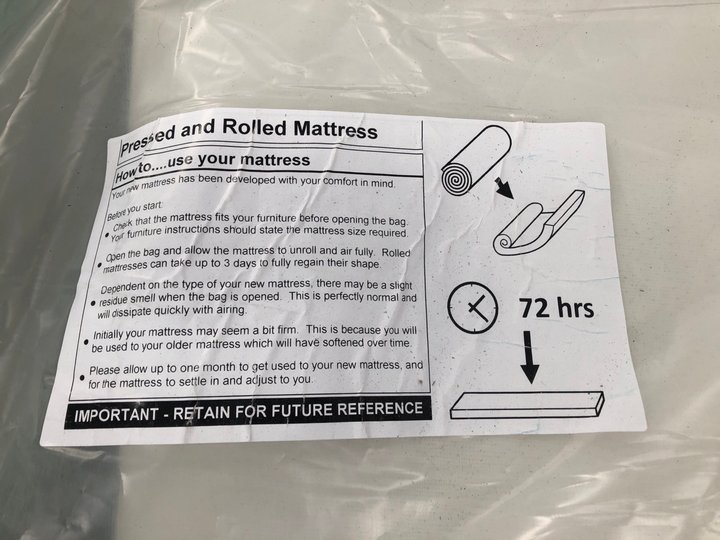 Pressed and Rolled Mattress
How to....use your mattress
Your new mattress has been developed with your comfort in mind.
Before you start:
• Check that the mattress fits your furniture before opening the bag.
Your furniture instructions should state the mattress size required.
• Open the bag and allow the mattress to unroll and air fully. Rolled
mattresses can take up to 3 days to fully regain their shape.
Dependent on the type of your new mattress, there may be a slight
• residue smell when the bag is opened. This is perfectly normal and
will dissipate quickly with airing.
• Initially your mattress may seem a bit firm. This is because you will
be used to your older mattress which will have softened over time.
• Please allow up to one month to get used to your new mattress, and
for the mattress to settle in and adjust to you.
IMPORTANT - RETAIN FOR FUTURE REFERENCE
72 hrs